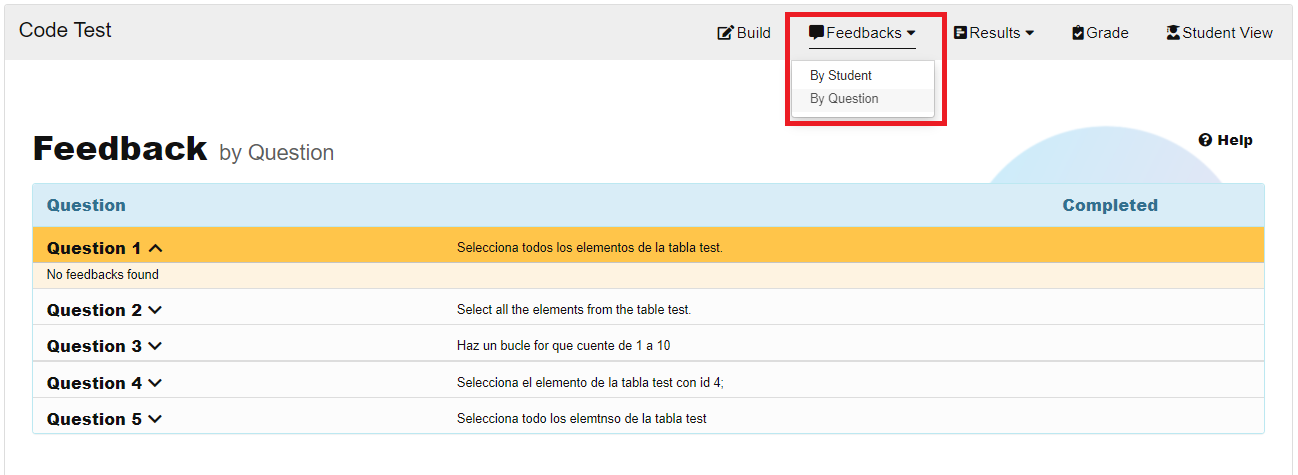 Code Test Build Feedbacks Results Grade Student View
By Student
By Question
Help
Feedback by Question
Question Completed
Question 1 Selecciona todos los elementos de la tabla test.
No feedbacks found
Question 2 Select all the elements from the table test.
Question 3 Haz un bucle for que cuente de 1 a 10
Question 4 Selecciona el elemento de la tabla test con id 4;
Question 5 Selecciona todo los elemtnso de la tabla test